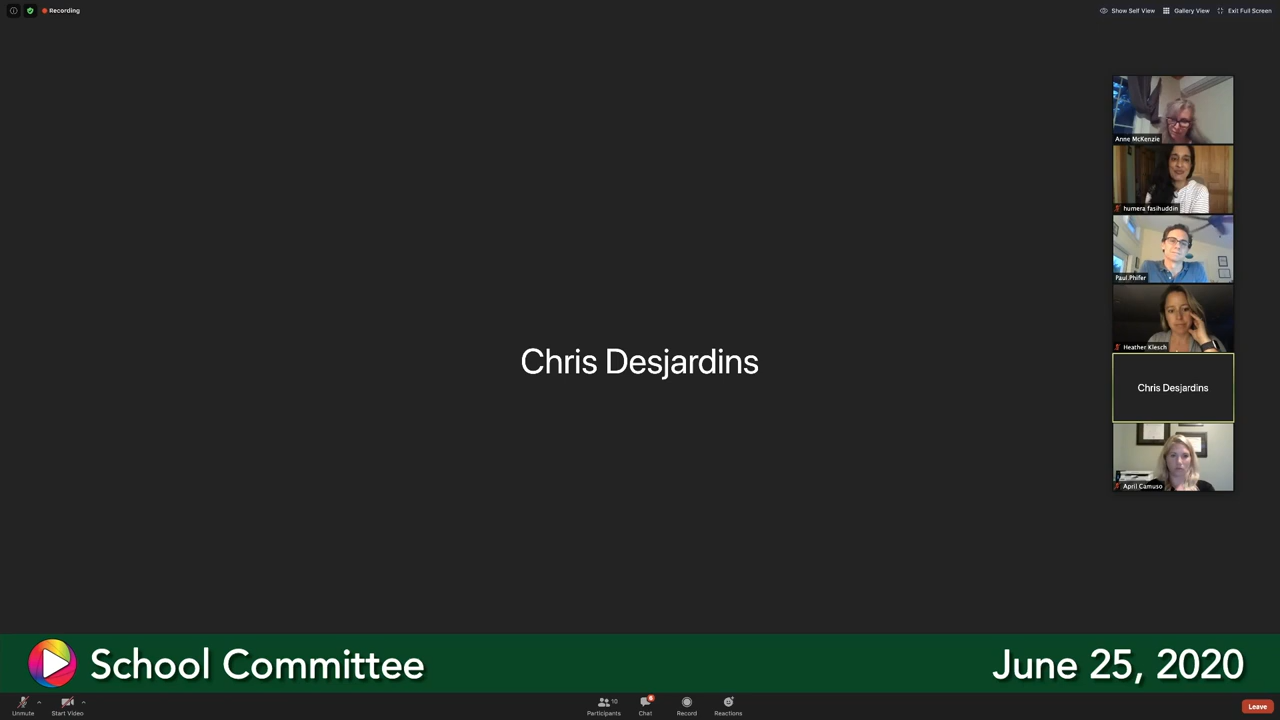 Recording
Show Self View
Gallery View
Exit Full Screen
Anne McKenzie
humera fasihuddin
Paul Phifer
Heather Klesch
Chris Desjardins
Chris Desjardins
April Camuso
School Committee
June 25, 2020
Unmute
Start Video
Participants
Chat
Record
Reactions
Leave